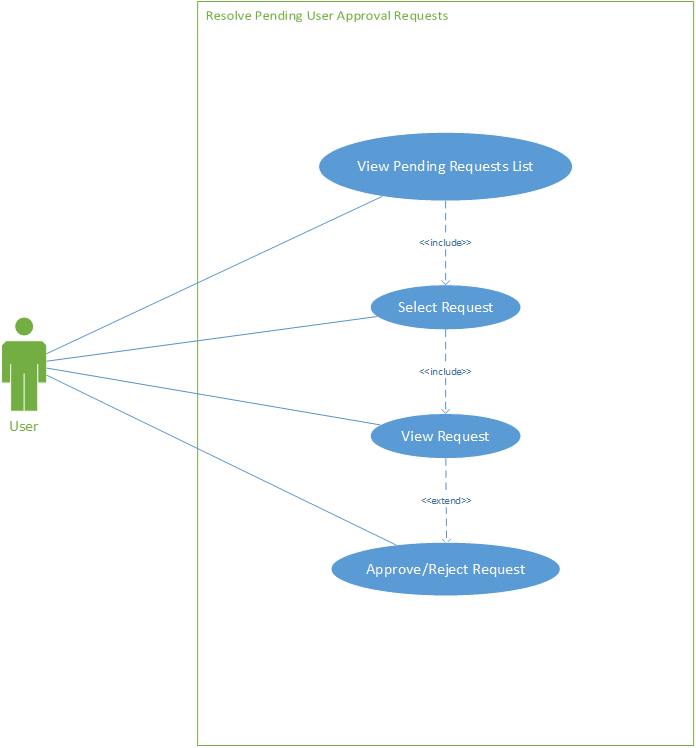 Resolve Pending User Approval Requests
View Pending Requests List
<<include>>
Select Request
<<include>>
User
View Request
<<extend>>
Approve/Reject Request